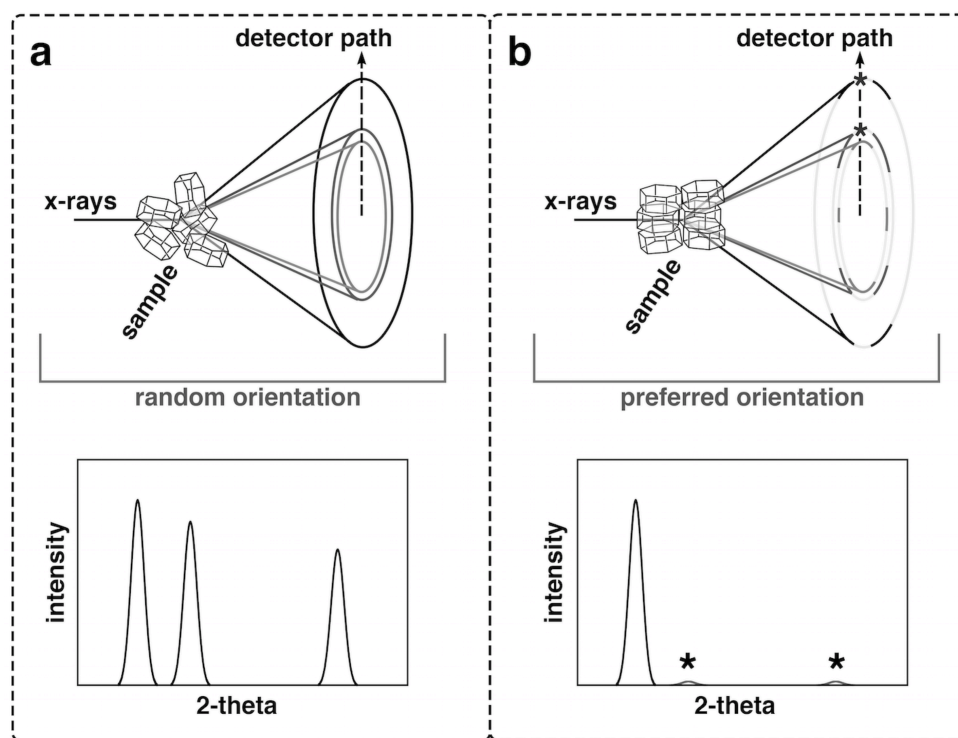 a
detector path
x-rays
sample
random orientation
intensity
2-theta
b
detector path
*
*
x-rays
sample
preferred orientation
intensity
*
*
2-theta